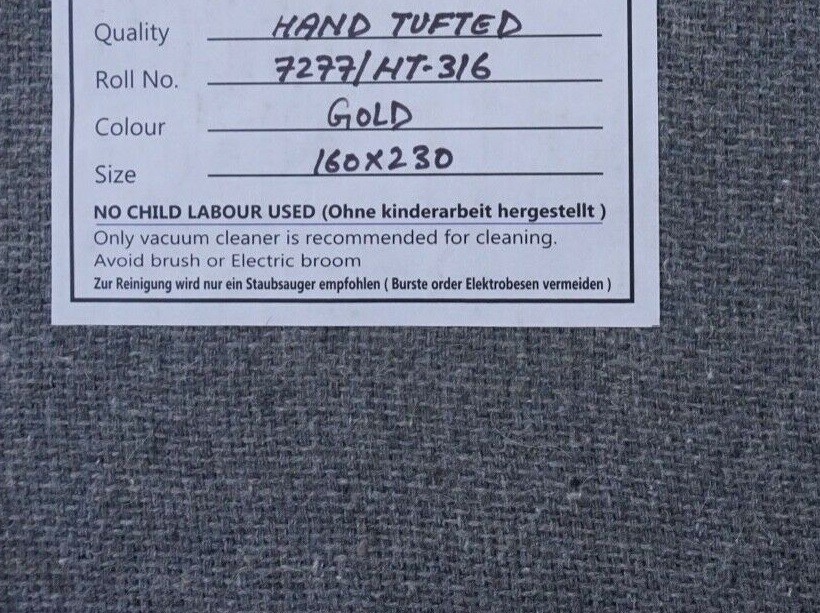 Quality HAND TUFTED
Roll No. 7277/HT-316
Colour GOLD
Size 160X230
NO CHILD LABOUR USED (Ohne kinderarbeit hergestellt )
Only vacuum cleaner is recommended for cleaning.
Avoid brush or Electric broom
Zur Reinigung wird nur ein Staubsauger empfohlen ( Burste order Elektrobesen vermeiden )